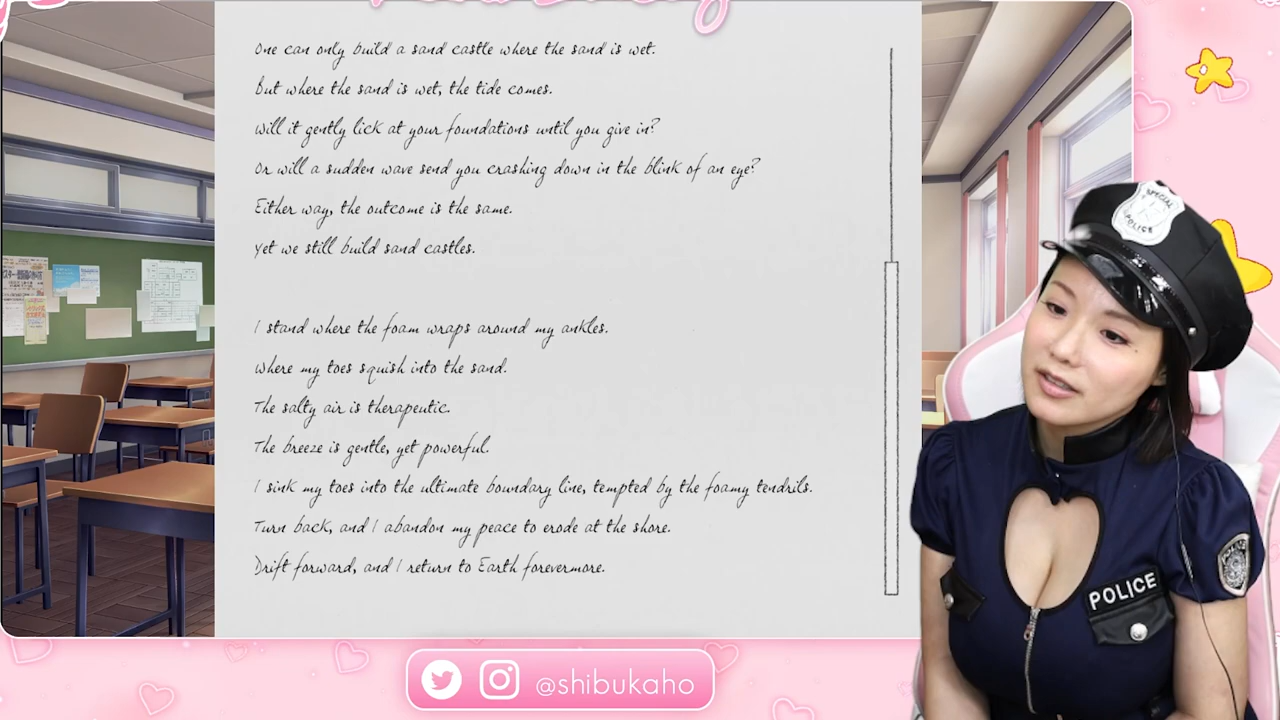 One can only build a sand castle where the sand is wet.
But where the sand is wet, the tide comes.
Will it gently lick at your foundations until you give in?
Or will a sudden wave send you crashing down in the blink of an eye?
Either way, the outcome is the same.
Yet we still build sand castles.
I stand where the foam wraps around my ankles.
Where my toes squish into the sand.
The salty air is therapeutic.
The breeze is gentle, yet powerful.
I sink my toes into the ultimate boundary line, tempted by the foamy tendrils.
Turn back, and I abandon my peace to erode at the shore.
Drift forward, and I return to Earth forevermore.
SPECIAL
POLICE
POLICE
POLICE
@shibukaho